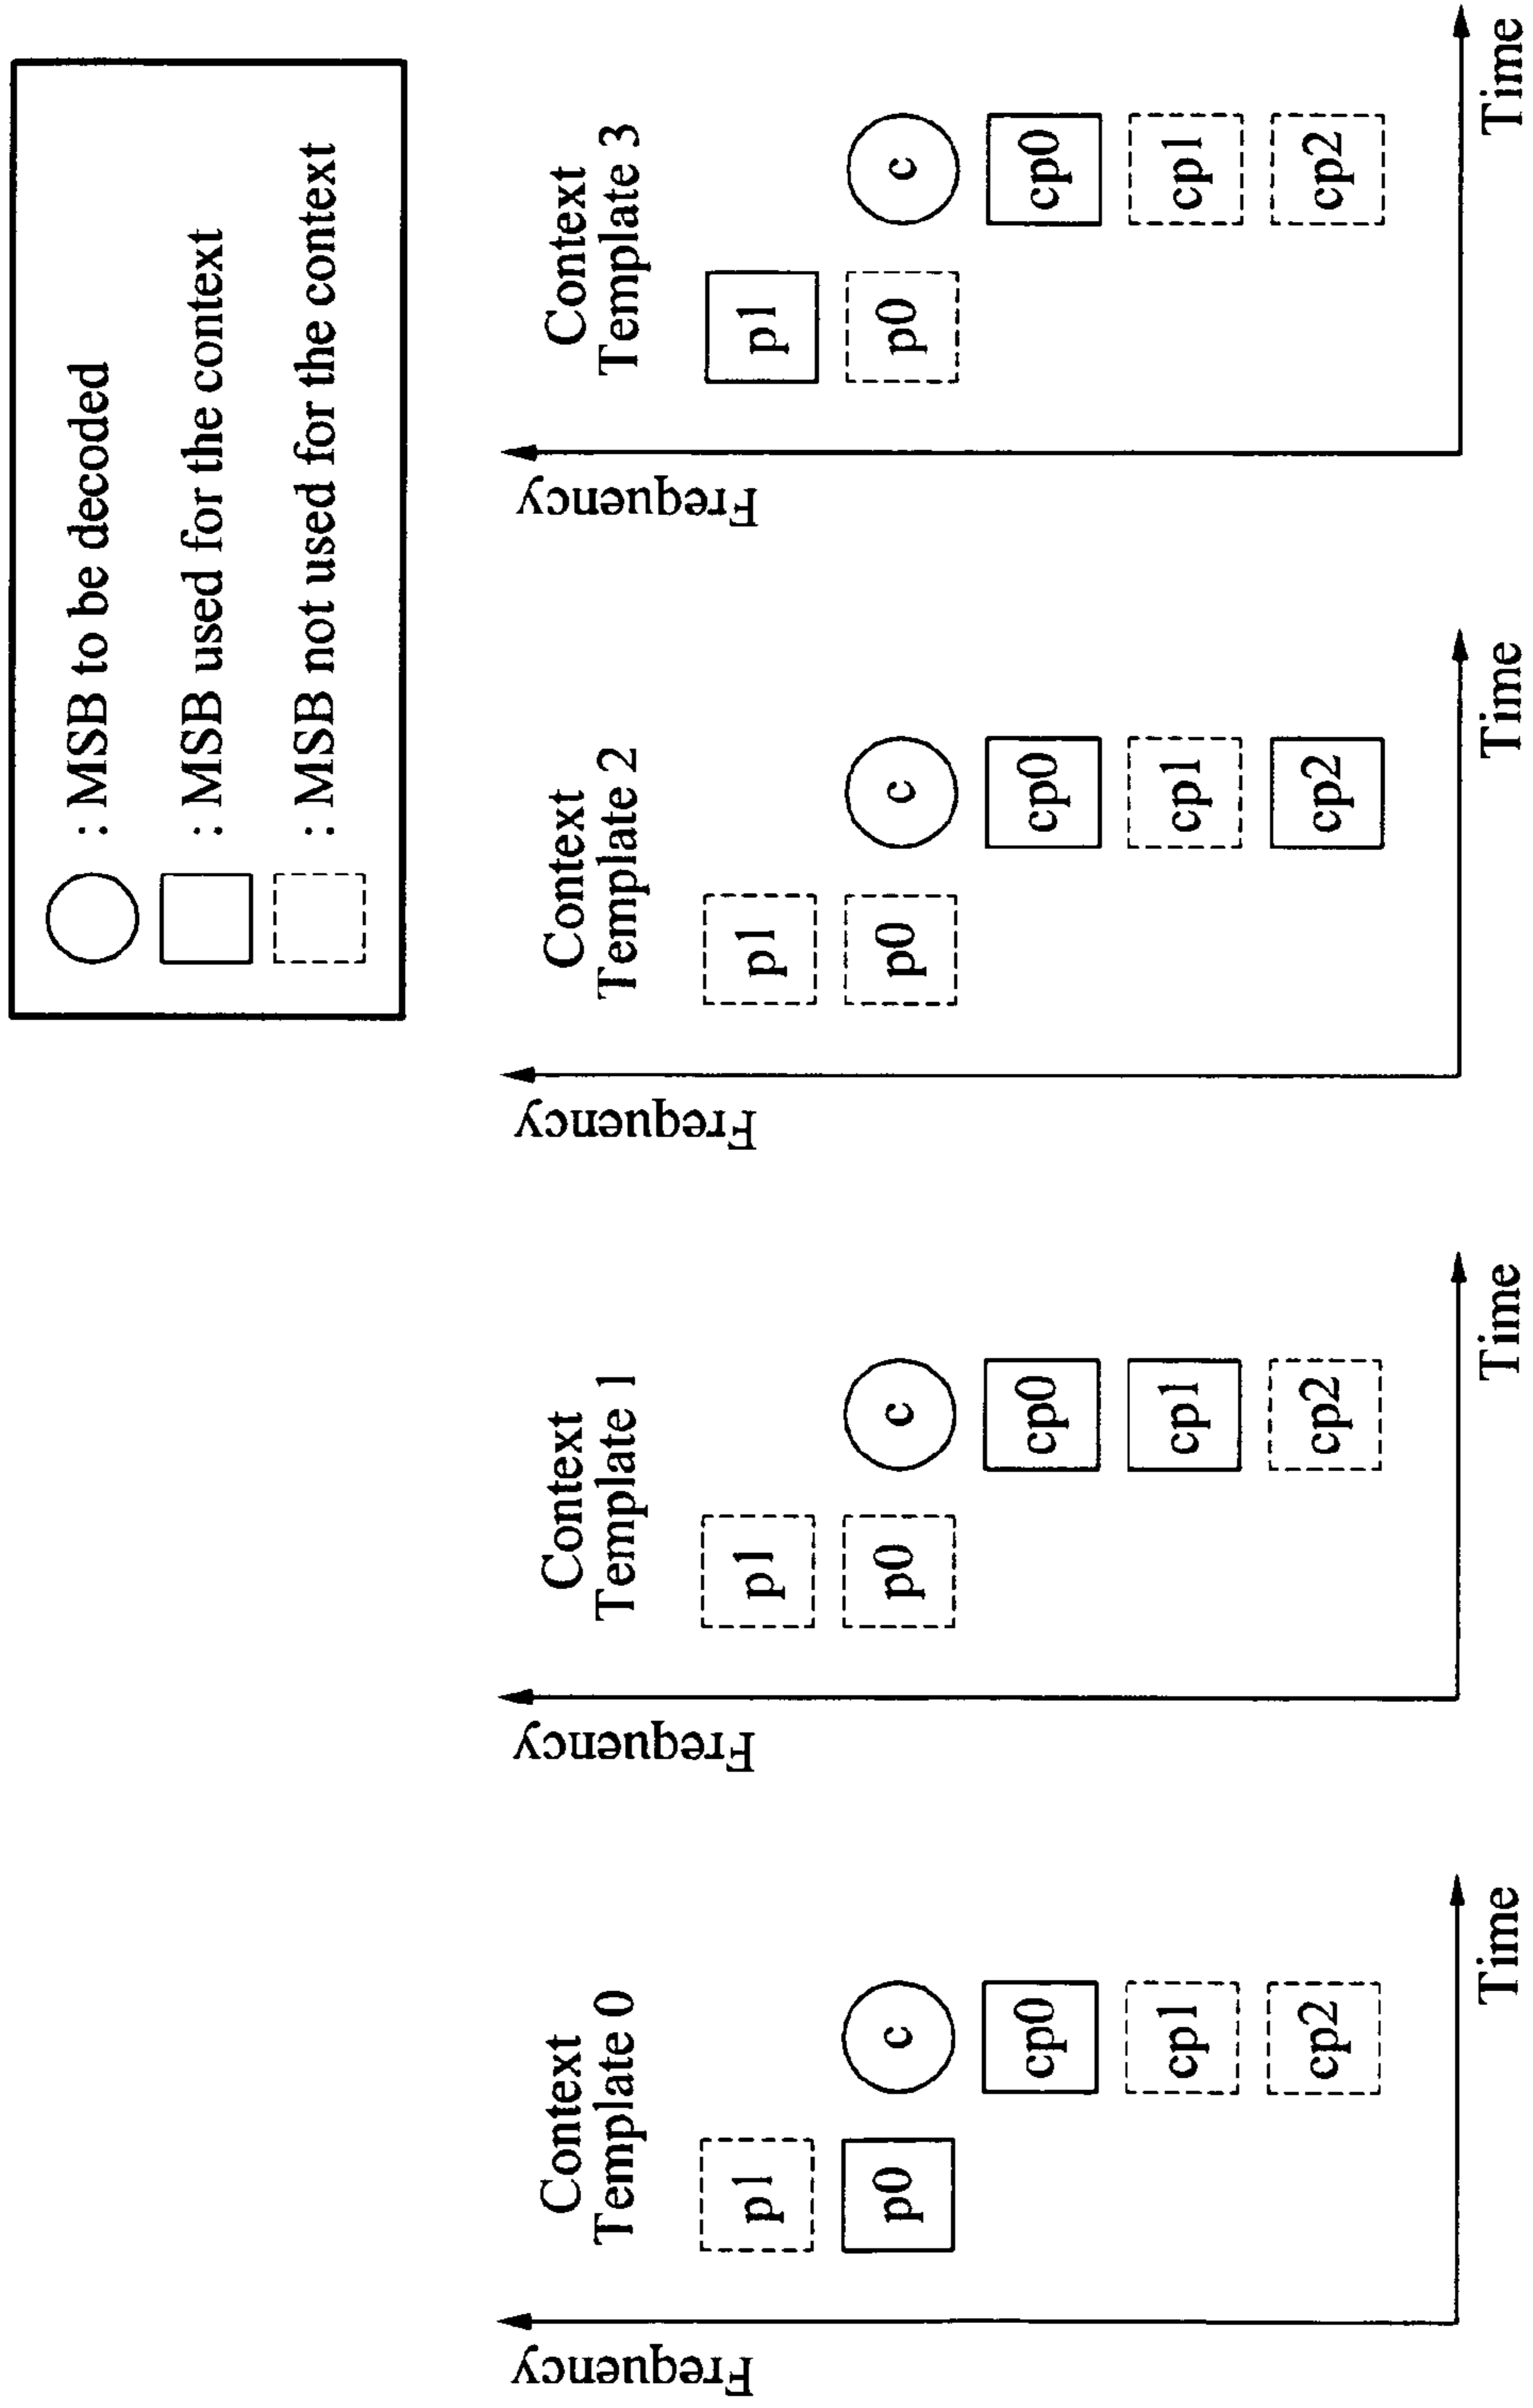 : MSB to be decoded
: MSB used for the context
: MSB not used for the context
Context
Template 0
Frequency
p1
p0
c
cp0
cp1
cp2
Time
Context
Template 1
Frequency
p1
p0
c
cp0
cp1
cp2
Time
Context
Template 2
Frequency
p1
p0
c
cp0
cp1
cp2
Time
Context
Template 3
Frequency
p1
p0
c
cp0
cp1
cp2
Time